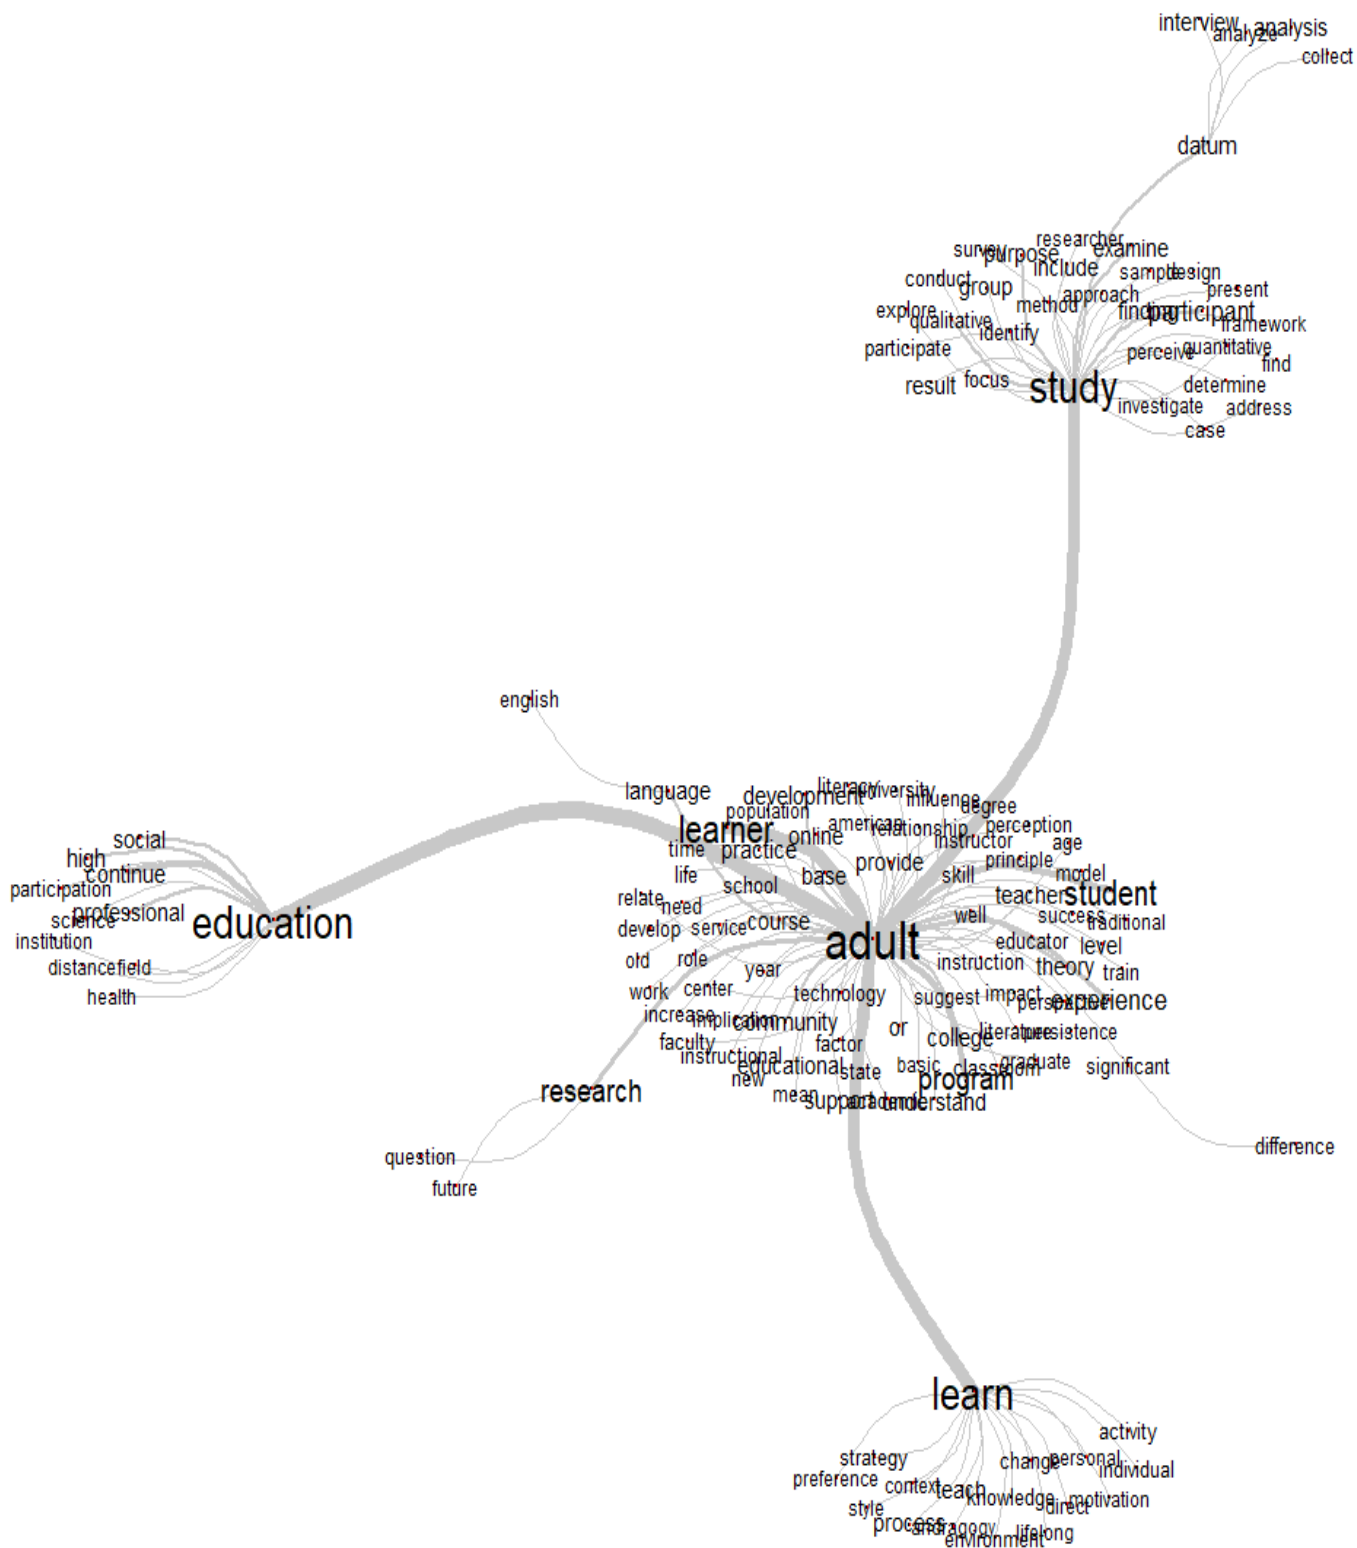 interview
analyze
analysis
collect
datum
survey
purpose
researcher
examine
include
sample
design
conduct
group
method
approach
present
explore
qualitative
identify
finding
participant
framework
participate
perceive
quantitative
find
result
focus
study
determine
investigate
address
case
english
language
development
literacy
university
influence
degree
population
learner
online
american
relationship
instructor
perception
age
time
practice
provide
principle
life
school
base
skill
model
teacher
student
relate
need
develop
service
course
well
success
traditional
adult
educator
level
old
role
year
instruction
theory
train
work
center
technology
suggest
impact
perspective
experience
increase
implication
community
or
college
literature
persistence
faculty
instructional
factor
educational
state
basic
classroom
graduate
significant
new
program
mean
support
academic
understand
social
high
continue
participation
professional
science
education
institution
distance
field
health
research
question
future
difference
learn
activity
strategy
change
personal
individual
preference
context
teach
knowledge
direct
motivation
style
process
andragogy
lifelong
environment